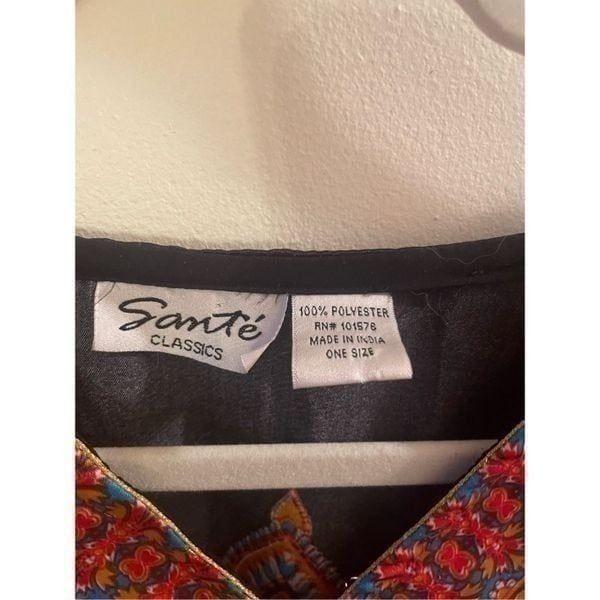 Santé
CLASSICS
100% POLYESTER
RN# 101576
MADE IN INDIA
ONE SIZE